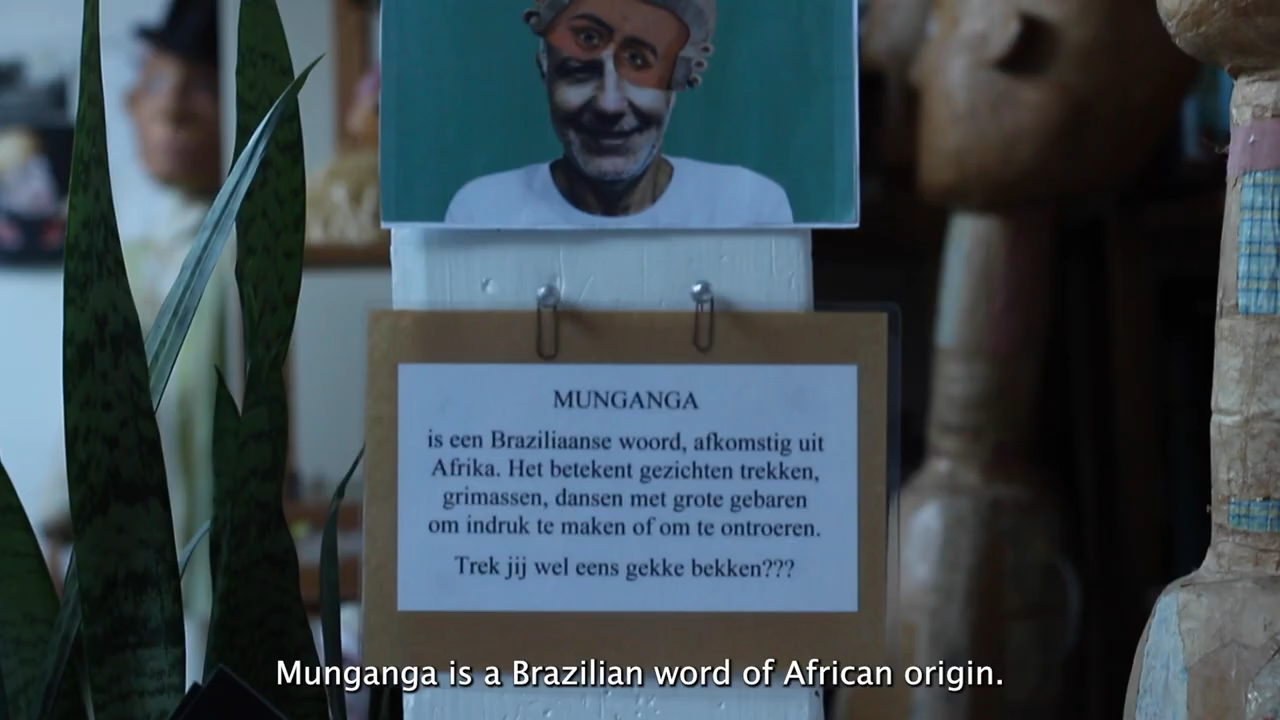 MUNGANGA
is een Braziliaanse woord, afkomstig uit
Afrika. Het betekent gezichten trekken,
grimassen, dansen met grote gebaren
om indruk te maken of om te ontroeren.
Trek jij wel eens gekke bekken???
Munganga is a Brazilian word of African origin.